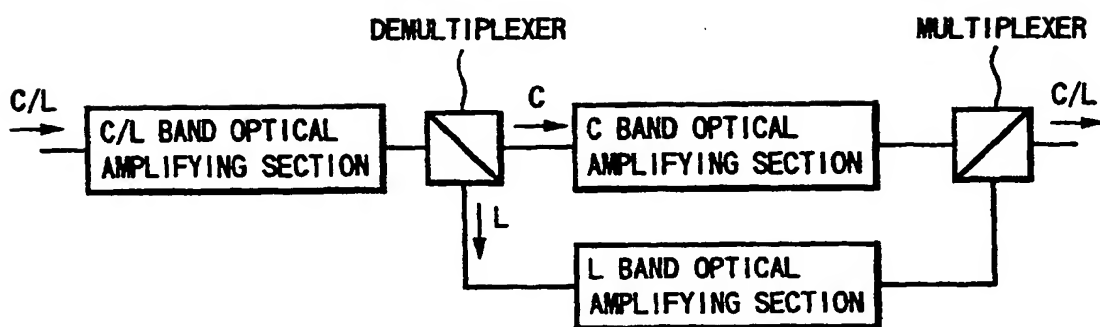 DEMULTIPLEXER
MULTIPLEXER
C/L
C
C/L
C/L BAND OPTICAL
AMPLIFYING SECTION
C BAND OPTICAL
AMPLIFYING SECTION
L
L BAND OPTICAL
AMPLIFYING SECTION